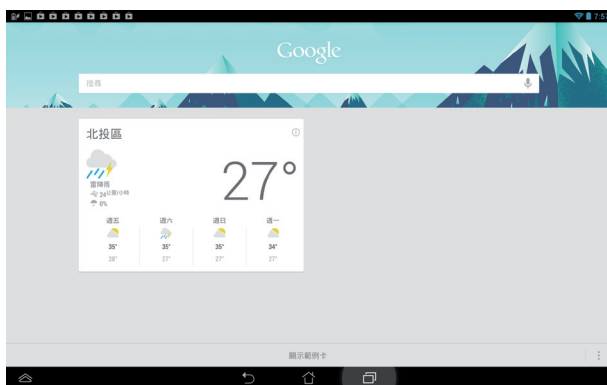 7:57
Google
搜尋
北投區
27°
雷陣雨
24公里/小時
0%
週五 週六 週日 週一
35° 35° 35° 34°
28° 27° 27° 27°
顯示範例卡